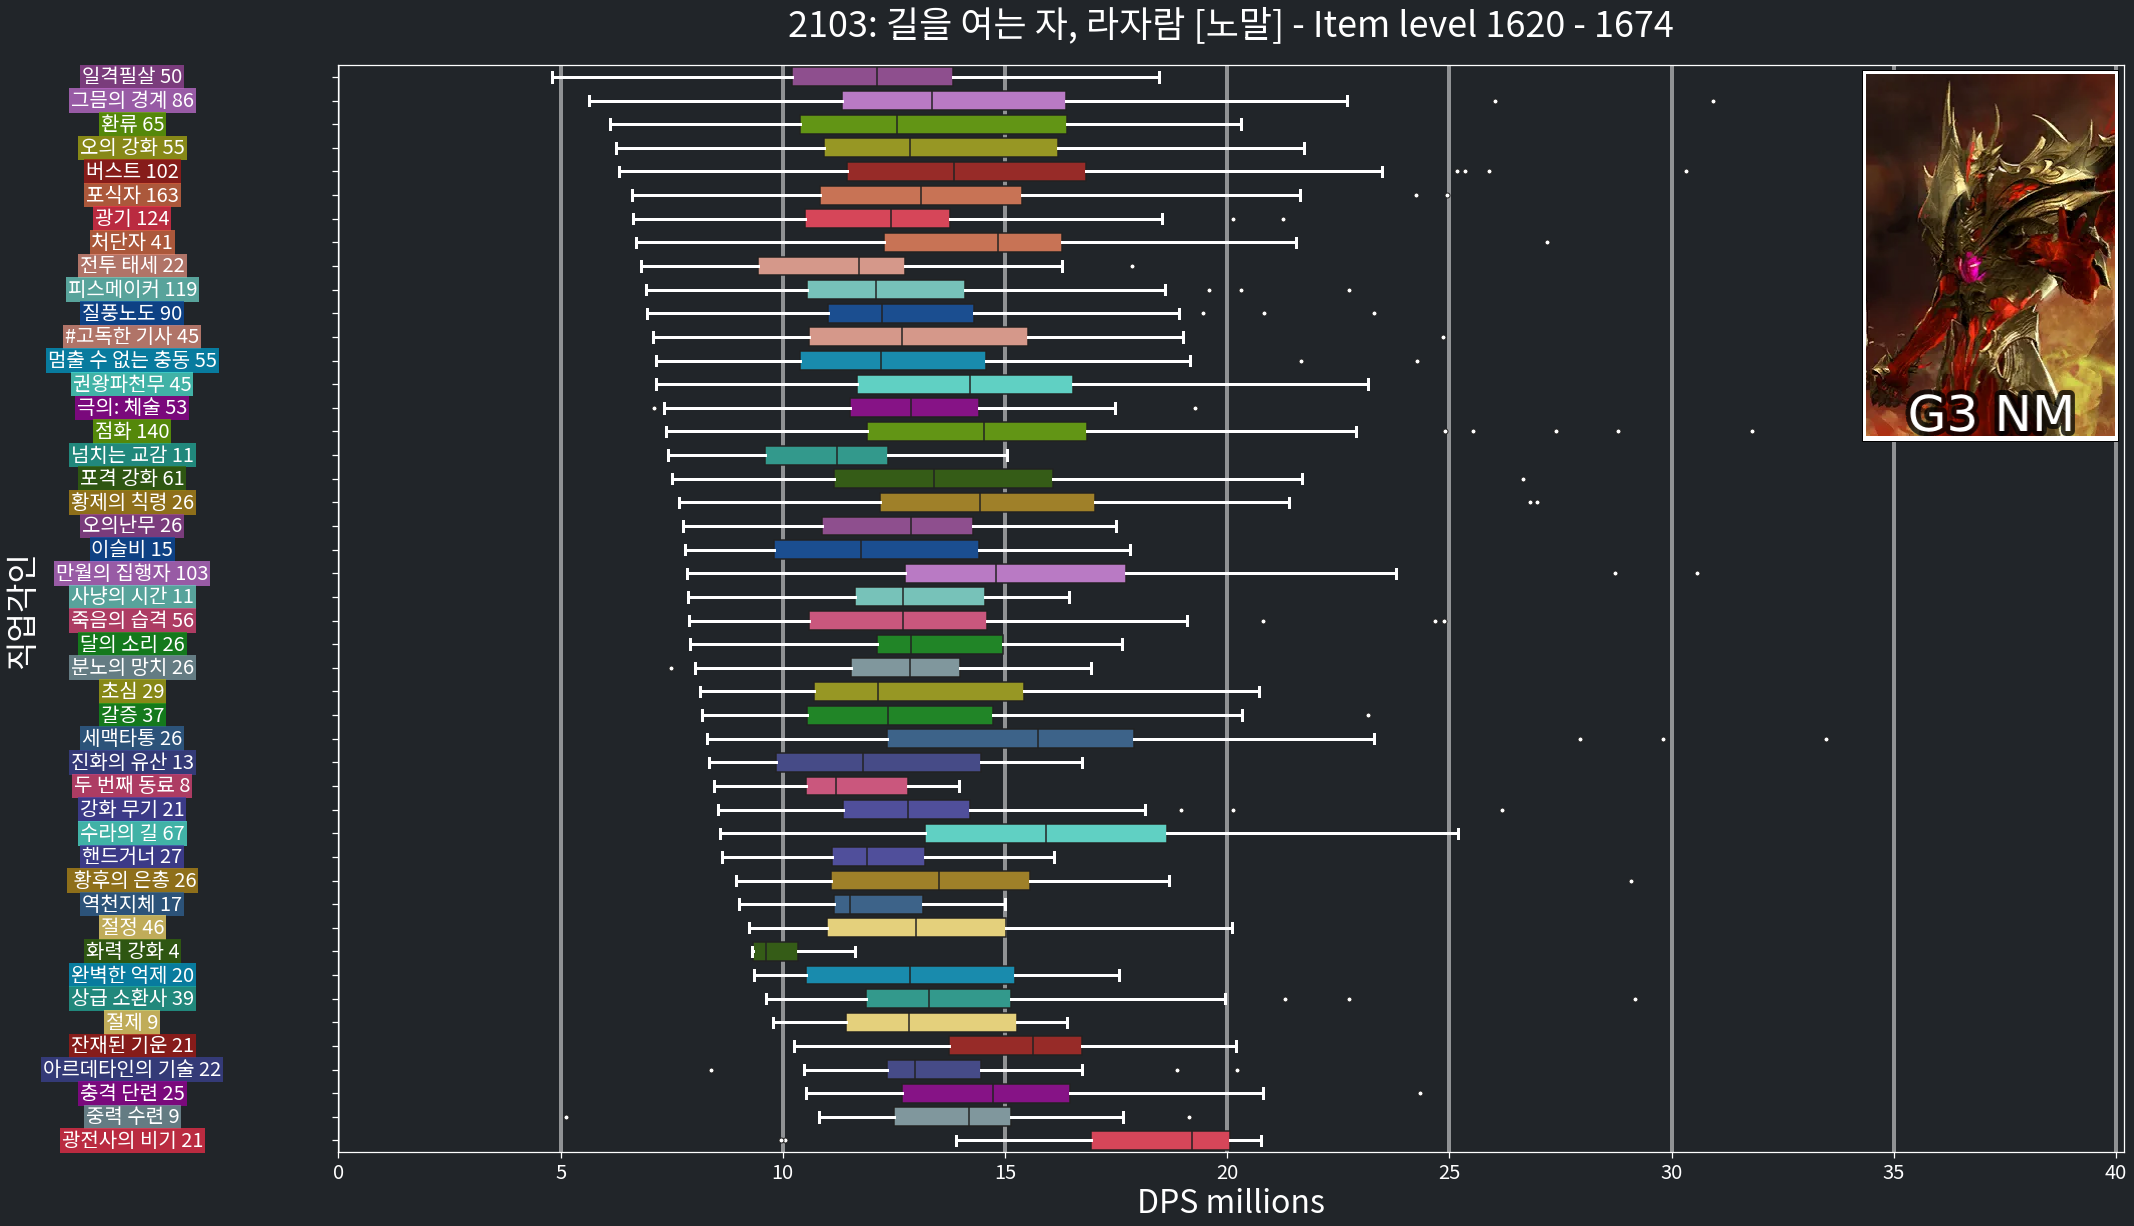 2103: 길을 여는 자, 라자람 [노말] - Item level 1620 - 1674
일격필살 50
그믐의 경계 86
환류 65
오의 강화 55
버스트 102
포식자 163
광기 124
처단자 41
전투 태세 22
피스메이커 119
질풍노도 90
#고독한 기사 45
멈출 수 없는 충동 55
권왕파천무 45
극의: 체술 53
점화 140
넘치는 교감 11
포격 강화 61
황제의 칙령 26
오의난무 26
이슬비 15
만월의 집행자 103
사냥의 시간 11
죽음의 습격 56
달의 소리 26
분노의 망치 26
초심 29
갈증 37
세맥타통 26
진화의 유산 13
두 번째 동료 8
강화 무기 21
수라의 길 67
핸드거너 27
황후의 은총 26
역천지체 17
절정 46
화력 강화 4
완벽한 억제 20
상급 소환사 39
절제 9
잔재된 기운 21
아르데타인의 기술 22
충격 단련 25
중력 수련 9
광전사의 비기 21
직업각인
G3 NM
0 5 10 15 20 25 30 35 40
DPS millions